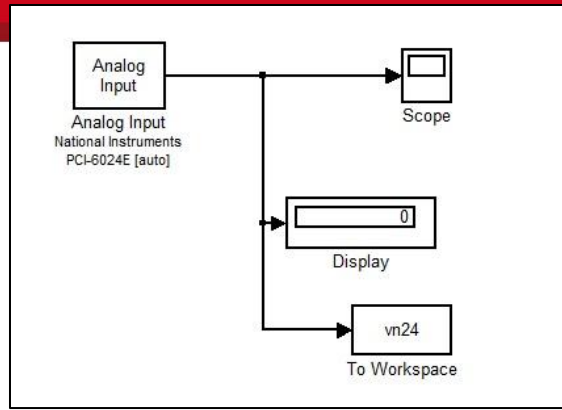 Analog
Input
Analog Input
National Instruments
PCI-6024E [auto]
Scope
0
Display
vn24
To Workspace